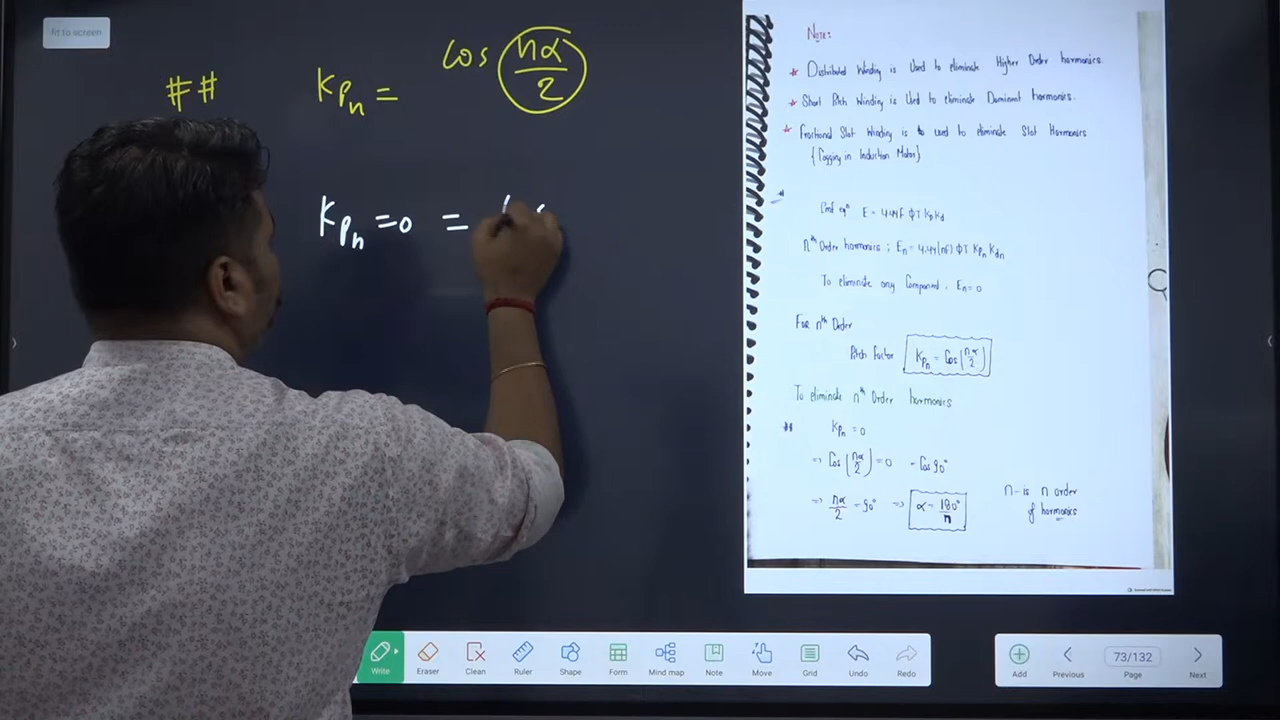 Fd to screen
cos nα/2
## Kpn =
Kpn = 0 =
NOTE:
★ Distributed Winding is Used to eliminate Higher Order harmonics.
★ Short Pitch Winding is Used to eliminate Dominant harmonics.
★ Fractional Slot Winding is used to eliminate Slot Harmonics
{Cogging in Induction Motor}
Emf eqⁿ E = 4.44f ΦT Kp Kd
nᵗʰ Order harmonics ; En = 4.44(nf) ΦT Kpn Kdn
To eliminate any Component, En = 0
For nᵗʰ Order
Pitch factor Kpn = Cos(nα/2)
To eliminate nᵗʰ Order harmonics
Kpn = 0
⇒ Cos(nα/2) = 0 = Cos 90°
⇒ nα/2 = 90° ⇒ α = 180°/n
n - is n order
of harmonics
Write Eraser Clean Ruler Shape Form Mind map Note Move Grid Undo Redo
Add Previous 73/132 Page Next